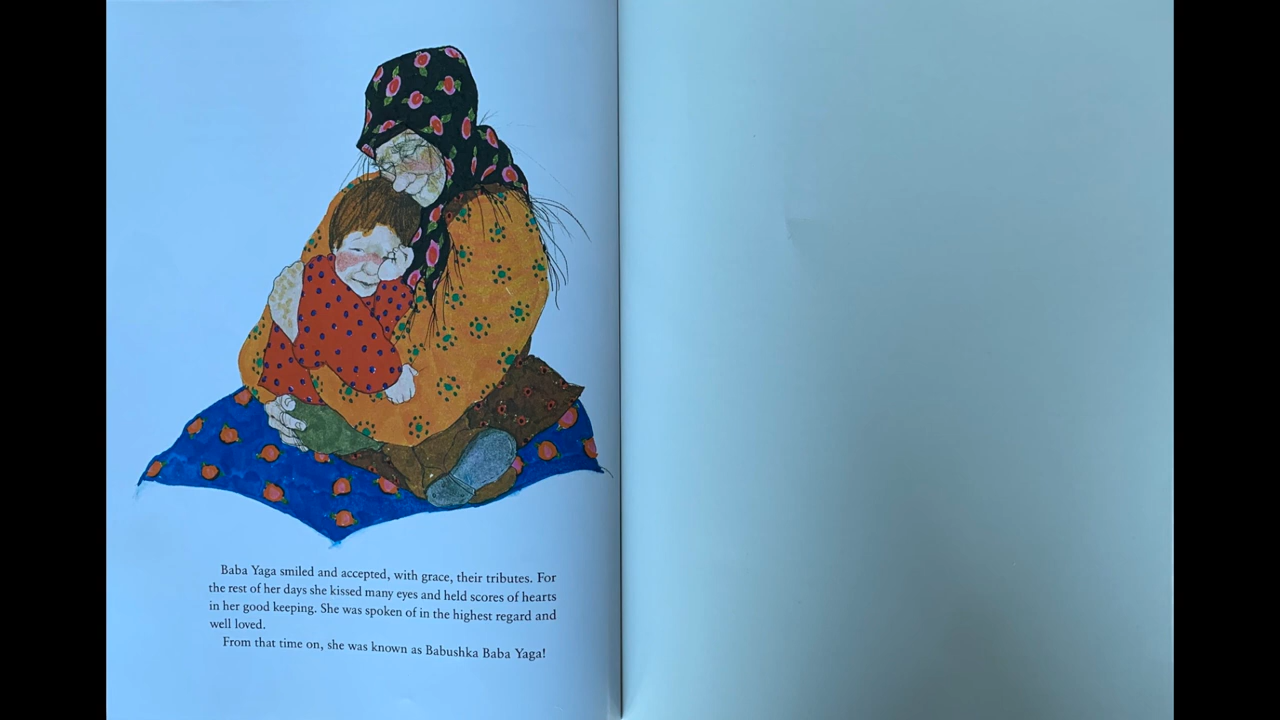 Baba Yaga smiled and accepted, with grace, their tributes. For
the rest of her days she kissed many eyes and held scores of hearts
in her good keeping. She was spoken of in the highest regard and
well loved.
From that time on, she was known as Babushka Baba Yaga!